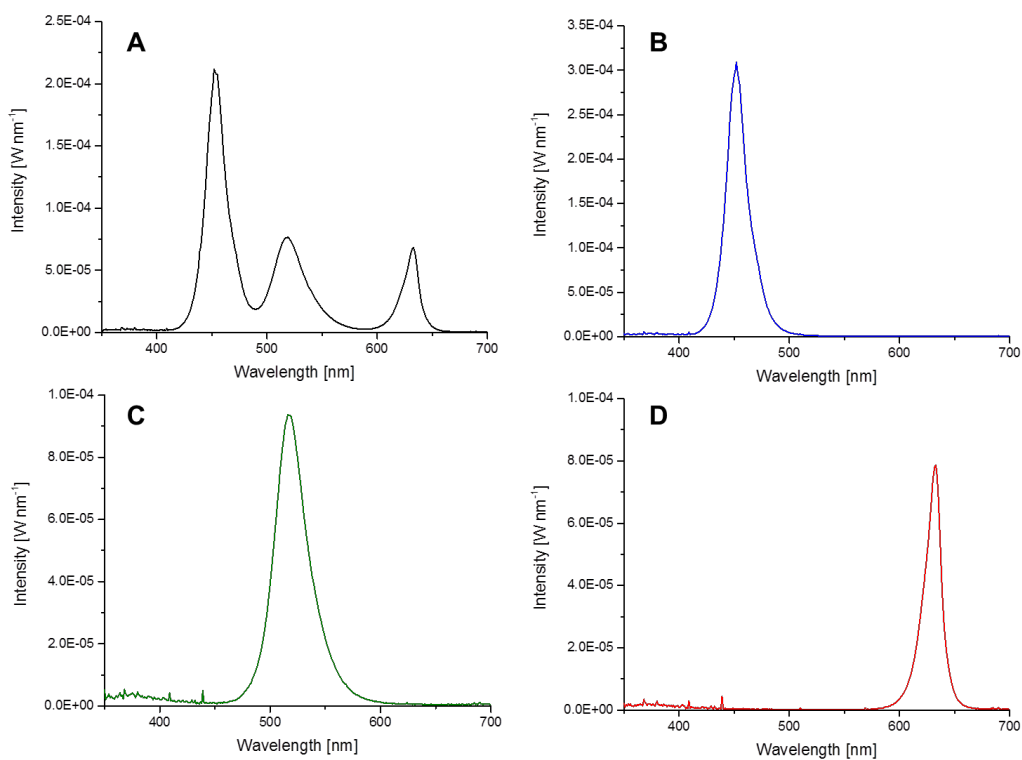 A
2.5E-04
2.0E-04
1.5E-04
1.0E-04
5.0E-05
0.0E+00
Intensity [W nm⁻¹]
400 500 600 700
Wavelength [nm]
B
3.5E-04
3.0E-04
2.5E-04
2.0E-04
1.5E-04
1.0E-04
5.0E-05
0.0E+00
Intensity [W nm⁻¹]
400 500 600 700
Wavelength [nm]
C
1.0E-04
8.0E-05
6.0E-05
4.0E-05
2.0E-05
0.0E+00
Intensity [W nm⁻¹]
400 500 600 700
Wavelength [nm]
D
1.0E-04
8.0E-05
6.0E-05
4.0E-05
2.0E-05
0.0E+00
Intensity [W nm⁻¹]
400 500 600 700
Wavelength [nm]